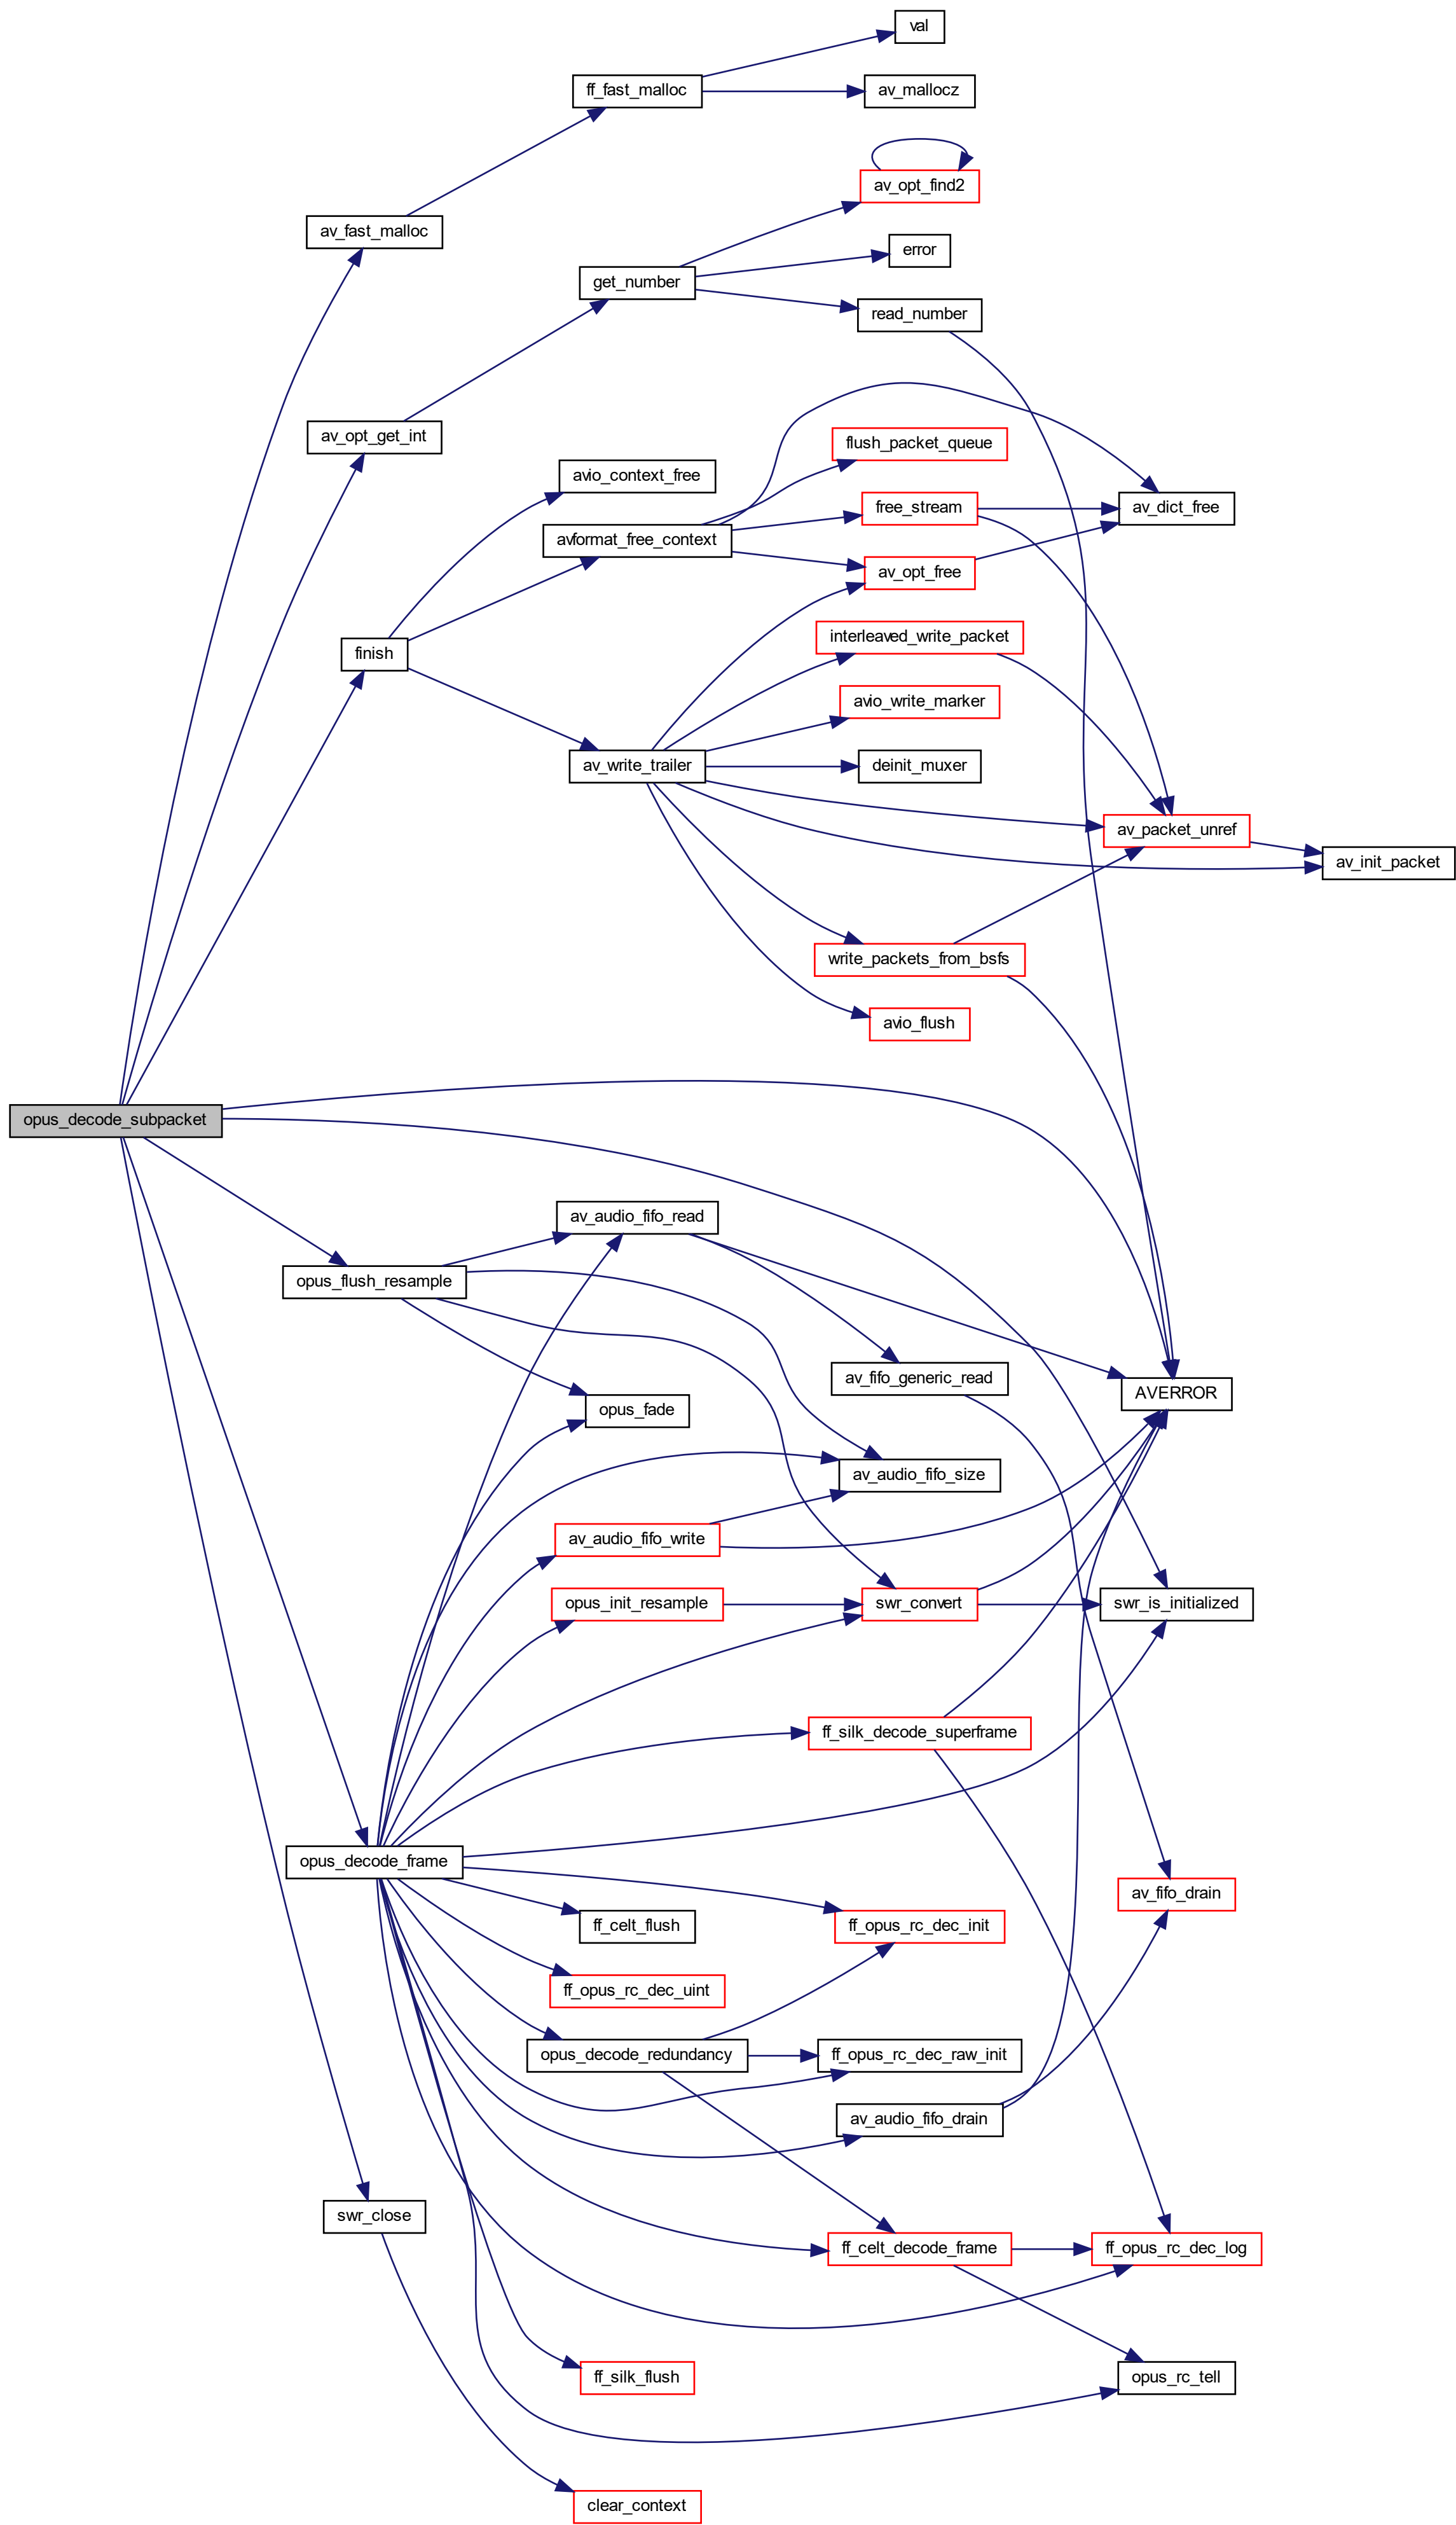 val
ff_fast_malloc
av_mallocz
av_opt_find2
av_fast_malloc
error
get_number
read_number
av_opt_get_int
flush_packet_queue
avio_context_free
free_stream
av_dict_free
avformat_free_context
av_opt_free
interleaved_write_packet
finish
avio_write_marker
av_write_trailer
deinit_muxer
av_packet_unref
av_init_packet
write_packets_from_bsfs
avio_flush
opus_decode_subpacket
av_audio_fifo_read
opus_flush_resample
av_fifo_generic_read
AVERROR
opus_fade
av_audio_fifo_size
av_audio_fifo_write
opus_init_resample
swr_convert
swr_is_initialized
ff_silk_decode_superframe
opus_decode_frame
av_fifo_drain
ff_celt_flush
ff_opus_rc_dec_init
ff_opus_rc_dec_uint
opus_decode_redundancy
ff_opus_rc_dec_raw_init
av_audio_fifo_drain
swr_close
ff_celt_decode_frame
ff_opus_rc_dec_log
ff_silk_flush
opus_rc_tell
clear_context